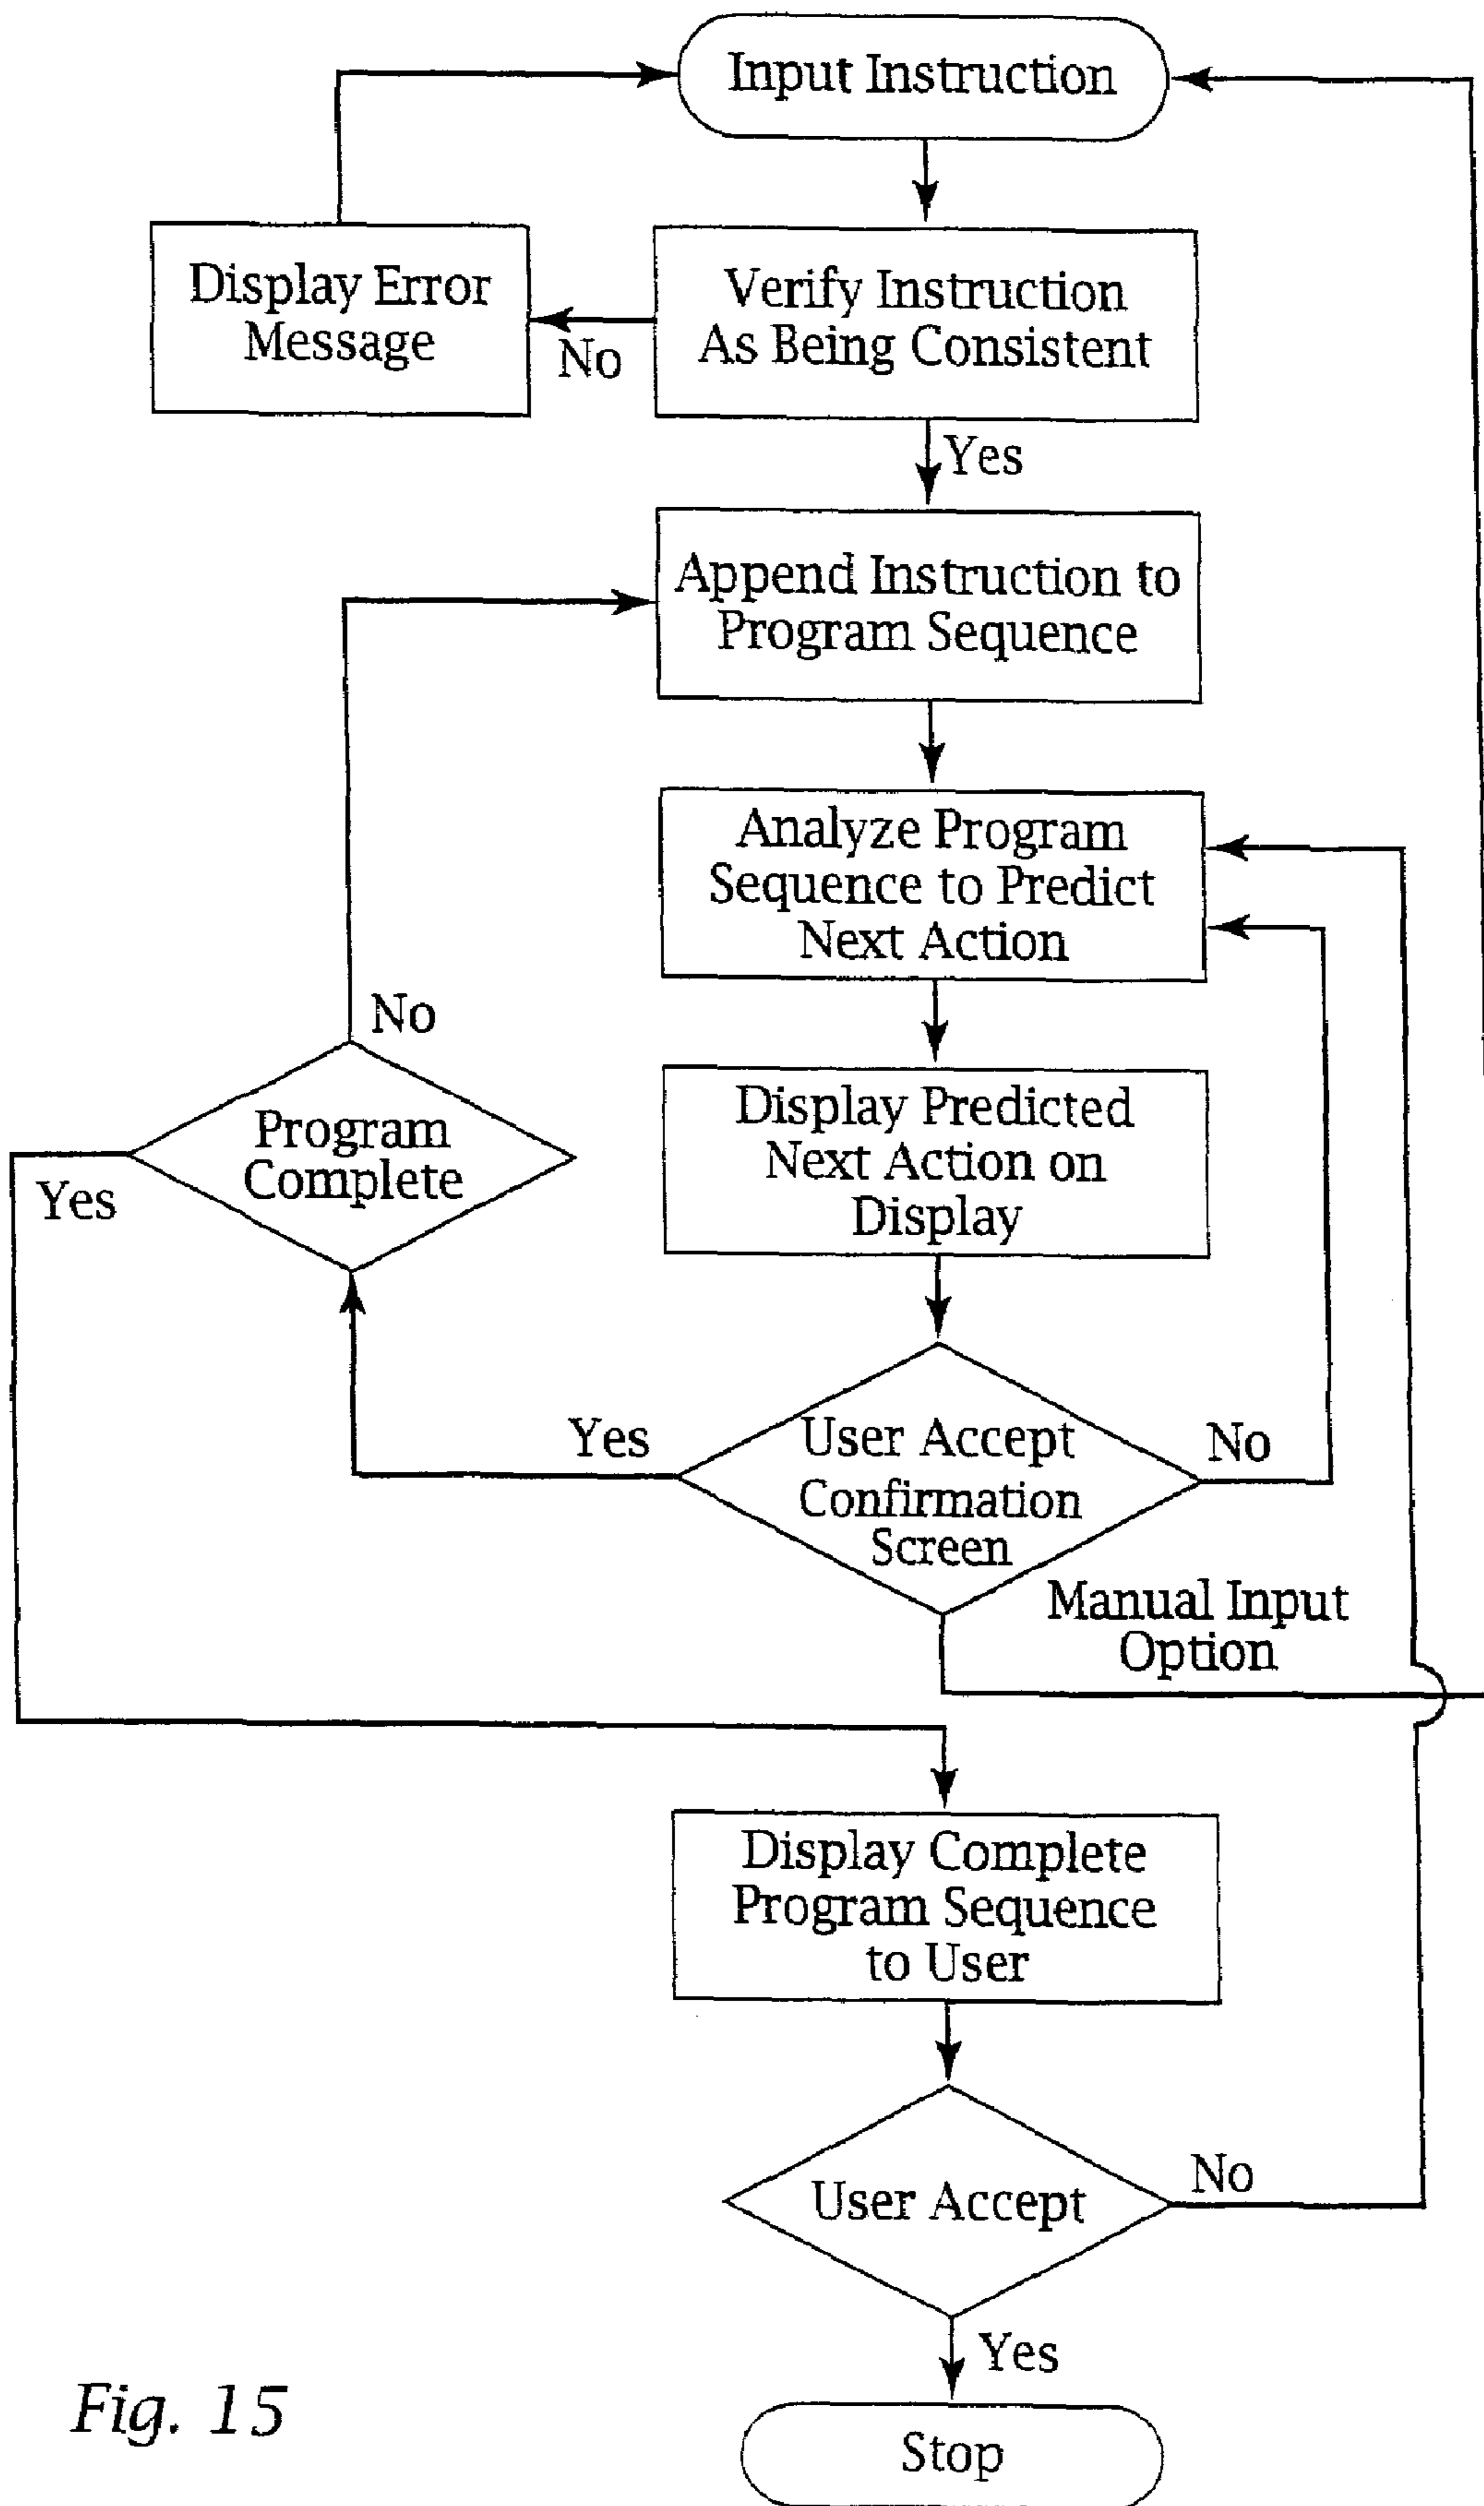 Input Instruction
Display Error
Message
No
Verify Instruction
As Being Consistent
Yes
Append Instruction to
Program Sequence
Analyze Program
Sequence to Predict
Next Action
No
Program
Complete
Yes
Display Predicted
Next Action on
Display
Yes
User Accept
Confirmation
Screen
No
Manual Input
Option
Display Complete
Program Sequence
to User
User Accept
No
Yes
Stop
Fig. 15